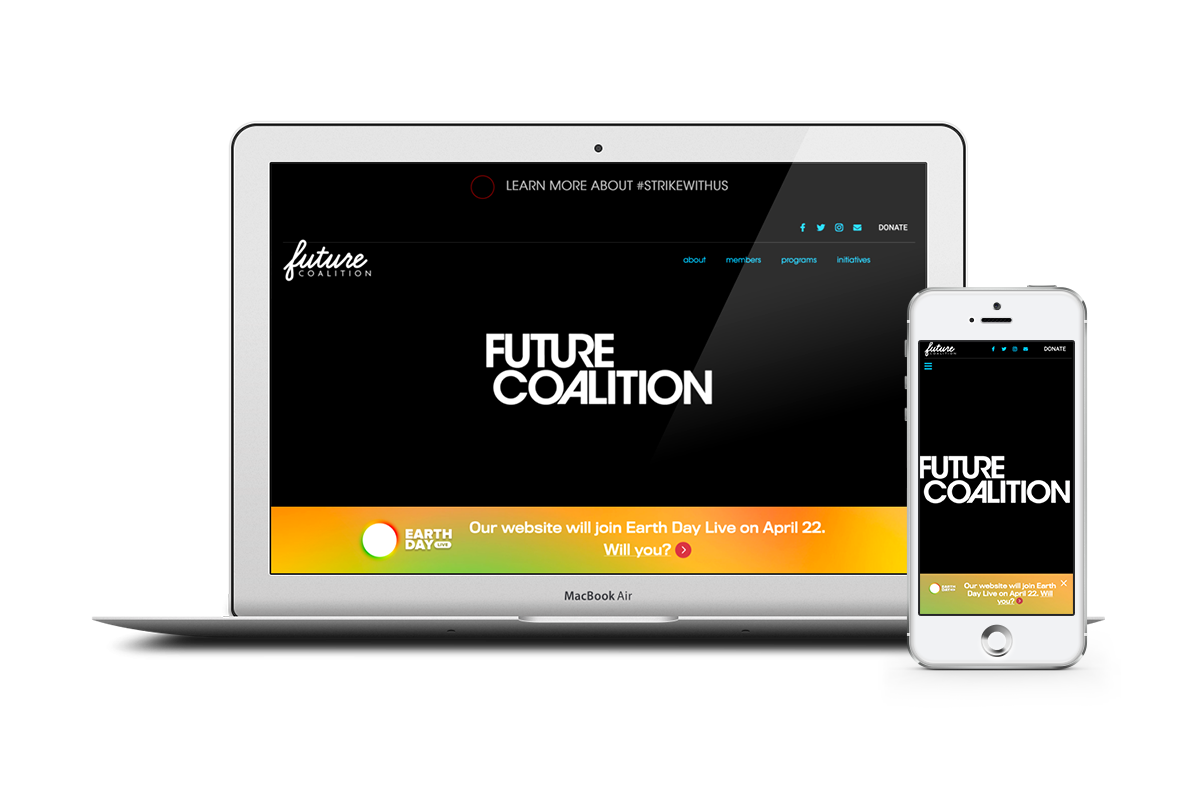 LEARN MORE ABOUT #STRIKEWITHUS
DONATE
future
COALITION
about members programs initiatives
FUTURE
COALITION
EARTH
DAY LIVE
Our website will join Earth Day Live on April 22.
Will you?
MacBook Air
future
COALITION
DONATE
FUTURE
COALITION
EARTH
DAY LIVE
Our website will join Earth
Day Live on April 22. Will
you?